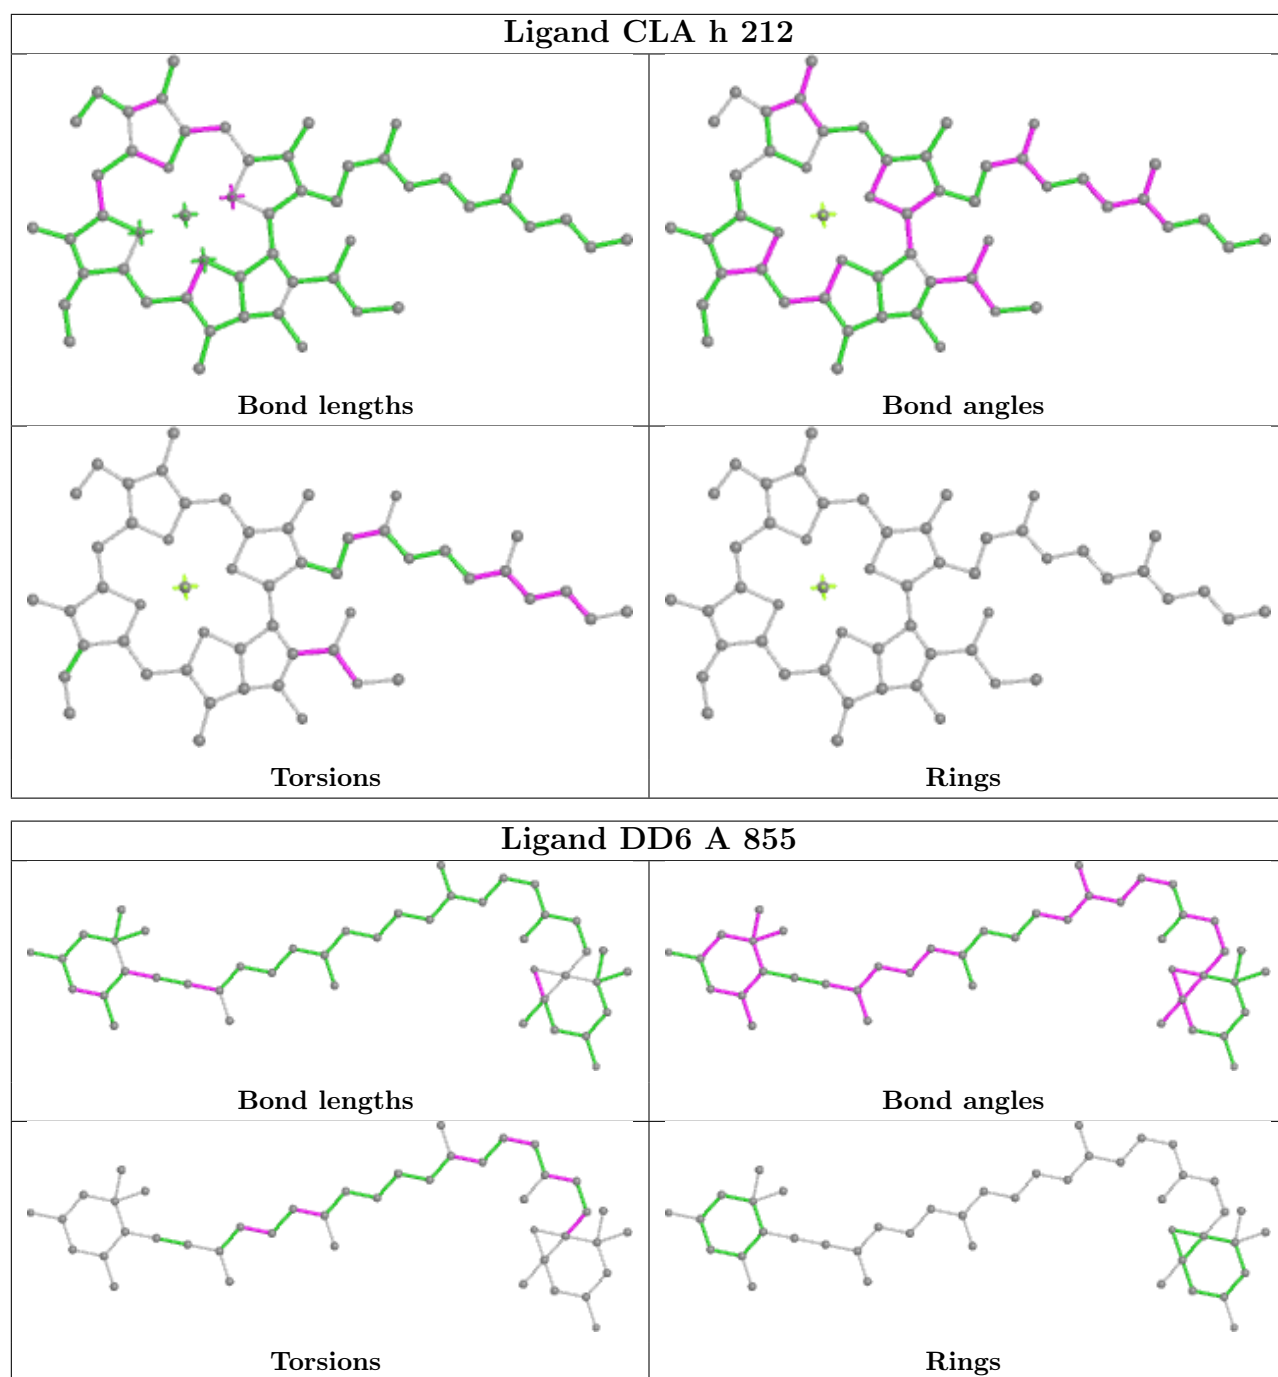 Ligand CLA h 212
Bond lengths
Bond angles
Torsions
Rings
Ligand DD6 A 855
Bond lengths
Bond angles
Torsions
Rings